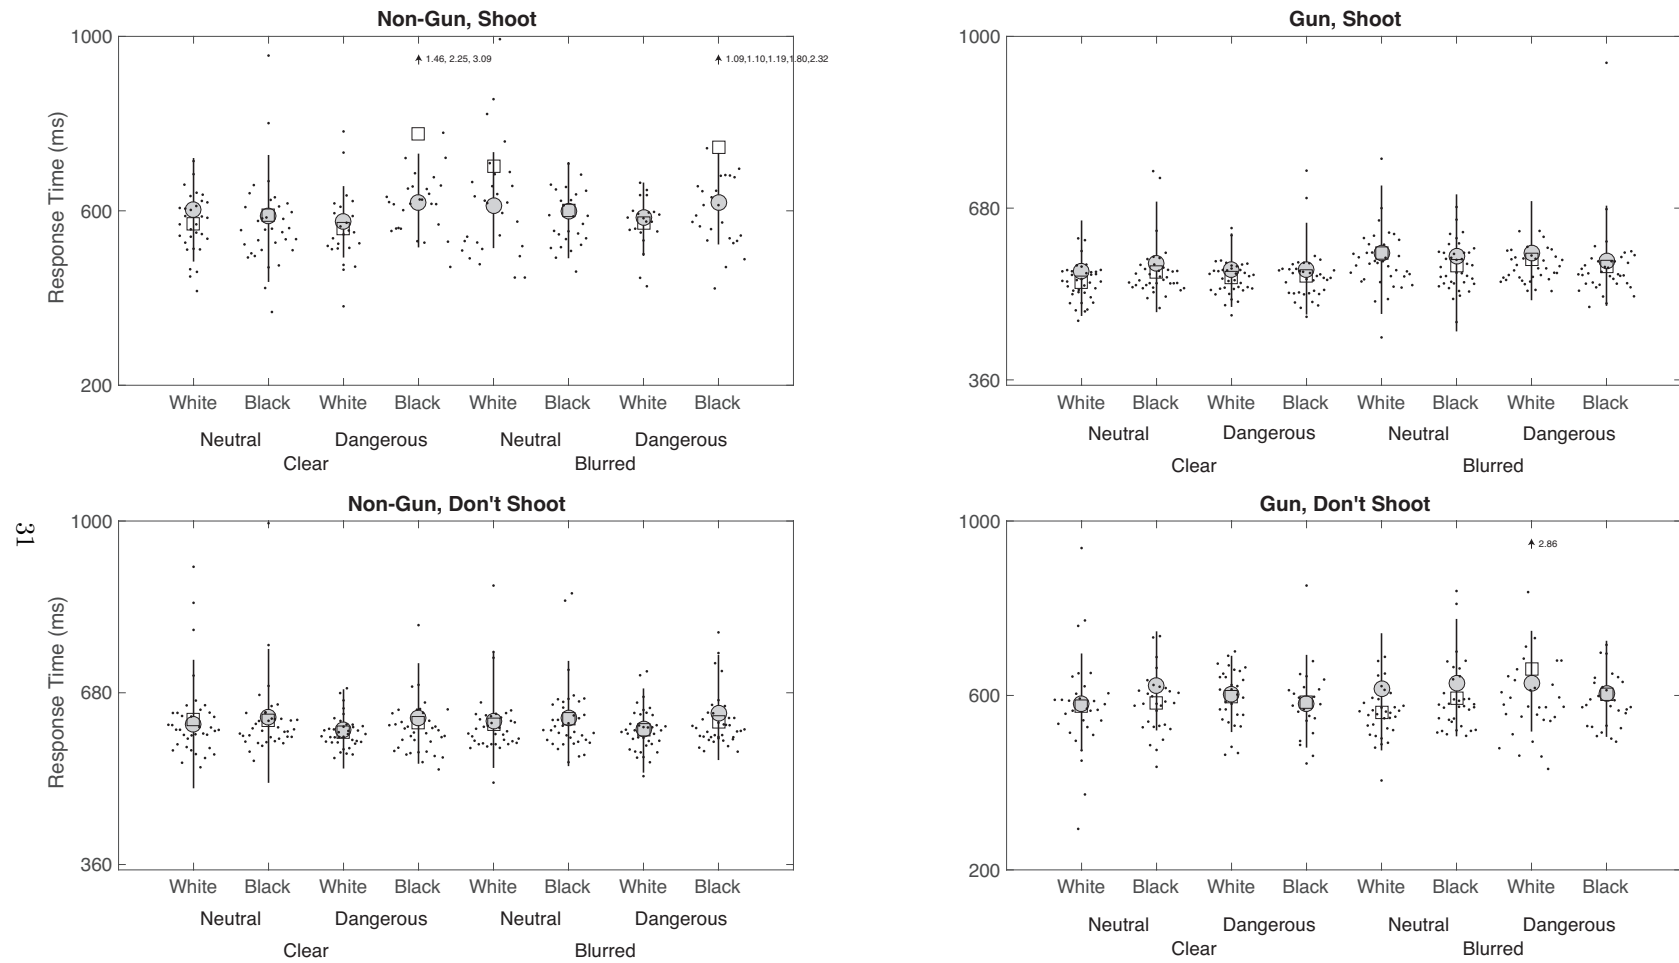 Non-Gun, Shoot
1000
600
200
Response Time (ms)
1.46, 2.25, 3.09
1.09,1.10,1.19,1.80,2.32
White Black White Black White Black White Black
Neutral Dangerous Neutral Dangerous
Clear Blurred
Gun, Shoot
1000
680
360
White Black White Black White Black White Black
Neutral Dangerous Neutral Dangerous
Clear Blurred
Non-Gun, Don't Shoot
1000
680
360
Response Time (ms)
White Black White Black White Black White Black
Neutral Dangerous Neutral Dangerous
Clear Blurred
Gun, Don't Shoot
1000
600
200
2.86
White Black White Black White Black White Black
Neutral Dangerous Neutral Dangerous
Clear Blurred
31